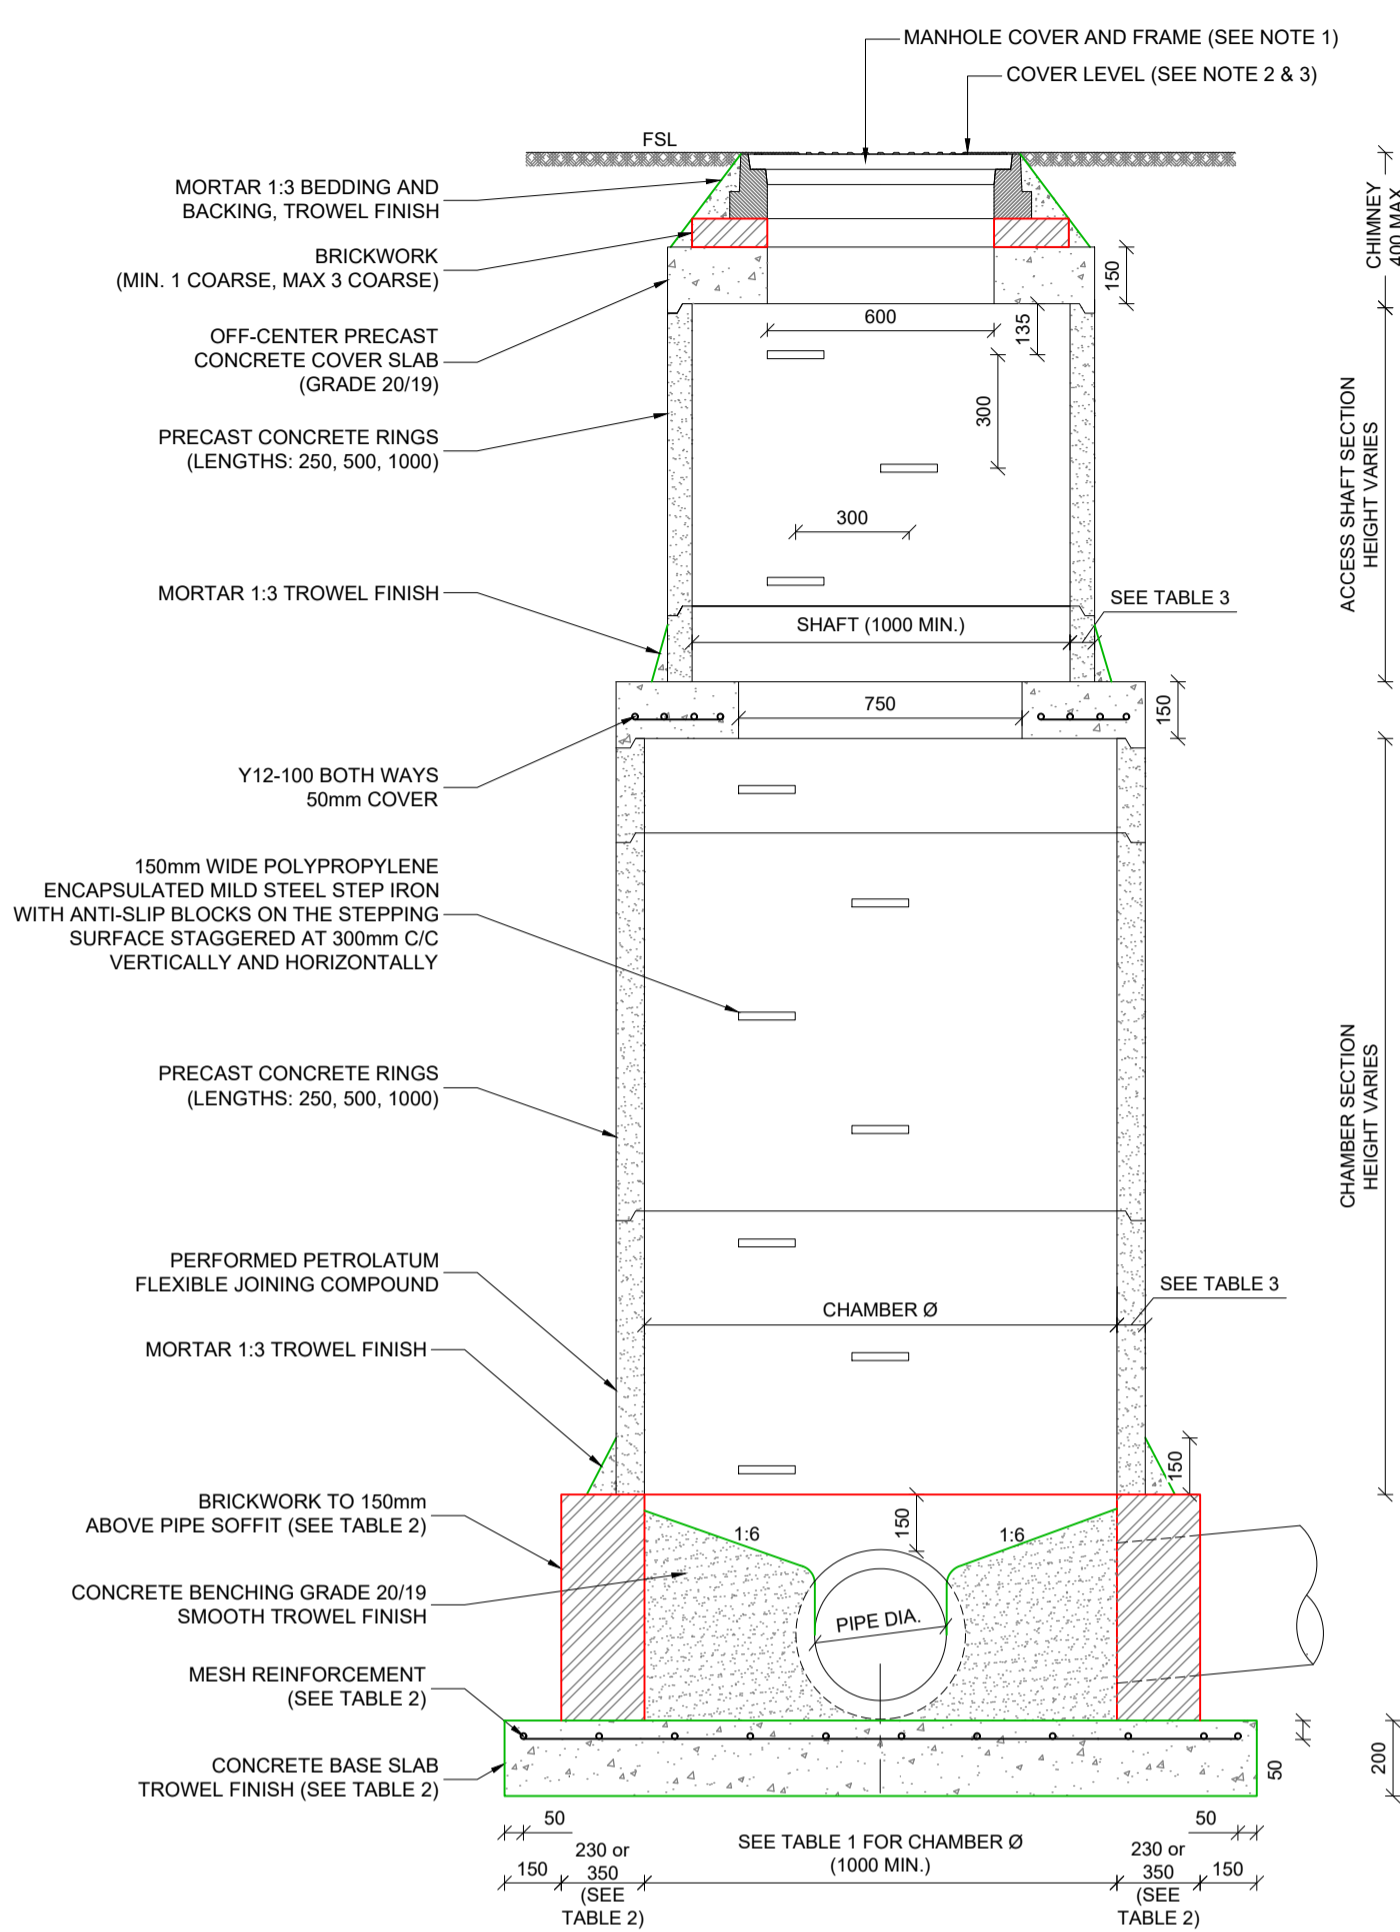 MANHOLE COVER AND FRAME (SEE NOTE 1)
COVER LEVEL (SEE NOTE 2 & 3)
FSL
MORTAR 1:3 BEDDING AND
BACKING, TROWEL FINISH
BRICKWORK
(MIN. 1 COARSE, MAX 3 COARSE)
OFF-CENTER PRECAST
CONCRETE COVER SLAB
(GRADE 20/19)
PRECAST CONCRETE RINGS
(LENGTHS: 250, 500, 1000)
MORTAR 1:3 TROWEL FINISH
Y12-100 BOTH WAYS
50mm COVER
150mm WIDE POLYPROPYLENE
ENCAPSULATED MILD STEEL STEP IRON
WITH ANTI-SLIP BLOCKS ON THE STEPPING
SURFACE STAGGERED AT 300mm C/C
VERTICALLY AND HORIZONTALLY
PRECAST CONCRETE RINGS
(LENGTHS: 250, 500, 1000)
PERFORMED PETROLATUM
FLEXIBLE JOINING COMPOUND
MORTAR 1:3 TROWEL FINISH
BRICKWORK TO 150mm
ABOVE PIPE SOFFIT (SEE TABLE 2)
CONCRETE BENCHING GRADE 20/19
SMOOTH TROWEL FINISH
MESH REINFORCEMENT
(SEE TABLE 2)
CONCRETE BASE SLAB
TROWEL FINISH (SEE TABLE 2)
150
600
135
300
300
SHAFT (1000 MIN.)
SEE TABLE 3
750
150
CHAMBER Ø
SEE TABLE 3
150
150
1:6
1:6
PIPE DIA.
50
200
CHIMNEY
400 MAX
ACCESS SHAFT SECTION
HEIGHT VARIES
CHAMBER SECTION
HEIGHT VARIES
50
150
230 or
350
(SEE
TABLE 2)
SEE TABLE 1 FOR CHAMBER Ø
(1000 MIN.)
230 or
350
(SEE
TABLE 2)
50
150